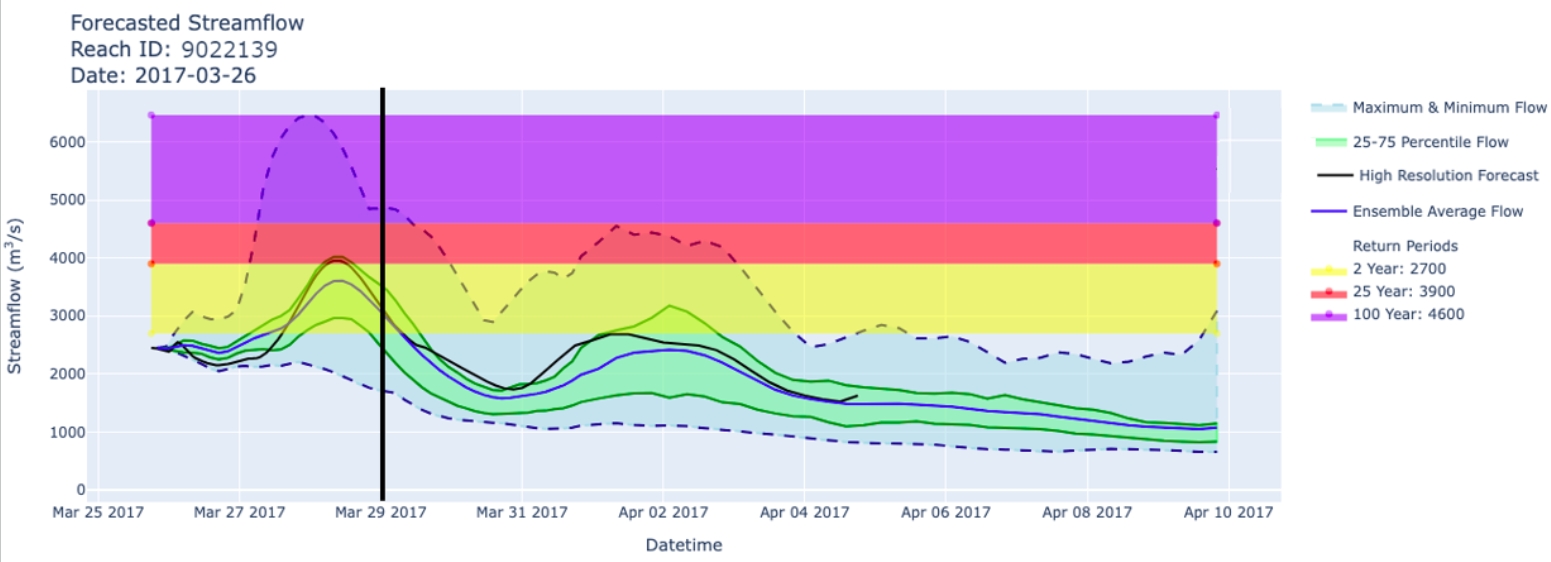 Forecasted Streamflow
Reach ID: 9022139
Date: 2017-03-26
Streamflow (m³/s)
6000
5000
4000
3000
2000
1000
0
Mar 25 2017 Mar 27 2017 Mar 29 2017 Mar 31 2017 Apr 02 2017 Apr 04 2017 Apr 06 2017 Apr 08 2017 Apr 10 2017
Datetime
Maximum & Minimum Flow
25-75 Percentile Flow
High Resolution Forecast
Ensemble Average Flow
Return Periods
2 Year: 2700
25 Year: 3900
100 Year: 4600